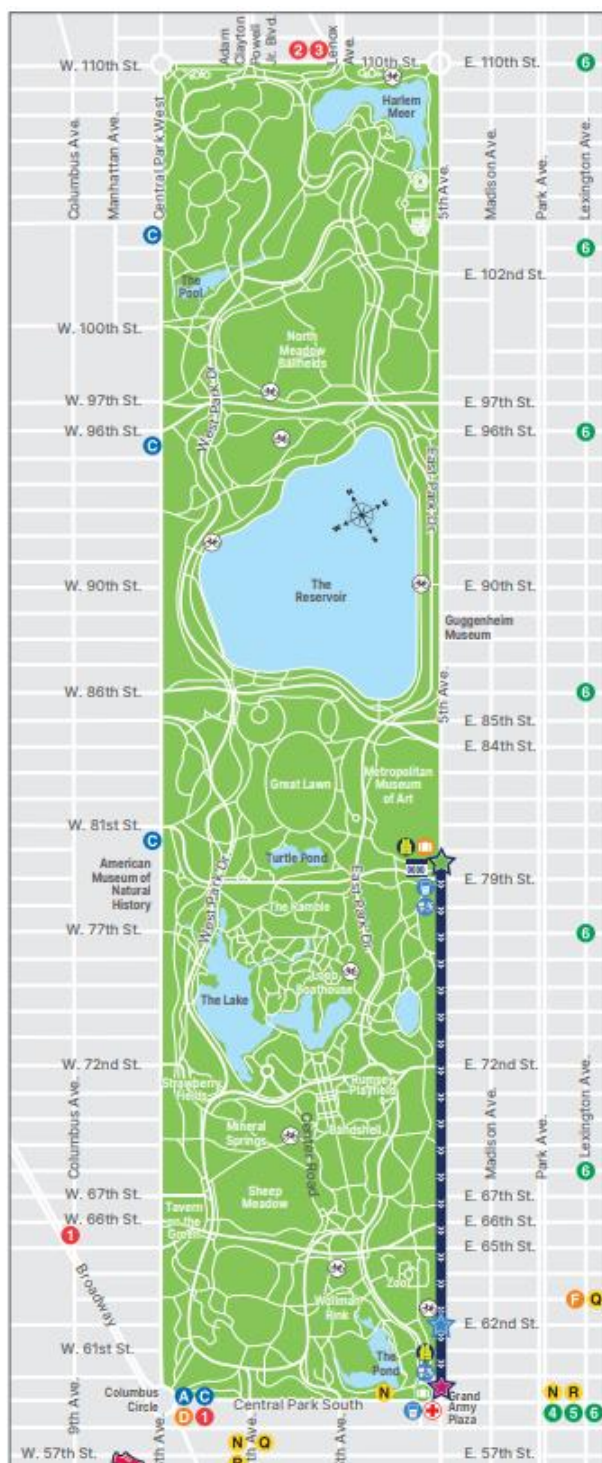 Adam
Clayton
Powell
Jr. Blvd.
2 3
Lenox
Ave.
W. 110th St.
110th St.
E. 110th St.
6
Harlem
Meer
Columbus Ave.
Manhattan Ave.
Central Park West
5th Ave.
Madison Ave.
Park Ave.
Lexington Ave.
C
6
The
Pool
E. 102nd St.
W. 100th St.
North
Meadow
Ballfields
West Park Dr.
W. 97th St.
E. 97th St.
W. 96th St.
E. 96th St.
6
C
East Park Dr.
N
E
W
S
W. 90th St.
The
Reservoir
E. 90th St.
Guggenheim
Museum
5th Ave.
W. 86th St.
6
E. 85th St.
E. 84th St.
Great Lawn
Metropolitan
Museum
of Art
W. 81st St.
C
American
Museum of
Natural
History
Turtle Pond
West Park Dr.
East Park Dr.
E. 79th St.
The Ramble
W. 77th St.
6
Loeb
Boathouse
The Lake
W. 72nd St.
E. 72nd St.
Strawberry
Fields
Rumsey
Playfield
Columbus Ave.
Mineral
Springs
Center Road
Bandshell
Madison Ave.
Park Ave.
Lexington Ave.
6
W. 67th St.
Sheep
Meadow
E. 67th St.
W. 66th St.
Tavern
on the
Green
E. 66th St.
1
E. 65th St.
Broadway
Zoo
Wollman
Rink
F Q
E. 62nd St.
W. 61st St.
The
Pond
9th Ave.
Columbus
Circle
A C
D 1
N
Central Park South
Grand
Army
Plaza
N R
4 5 6
N Q
R
W. 57th St.
E. 57th St.